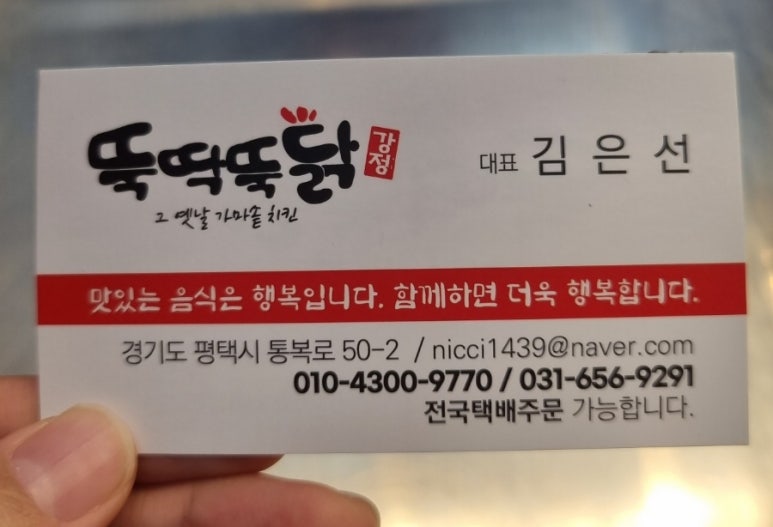 뚝딱뚝닭 강정
그 옛날 가마솥 치킨
대표 김은선
맛있는 음식은 행복입니다. 함께하면 더욱 행복합니다.
경기도 평택시 통복로 50-2 / nicci1439@naver.com
010-4300-9770 / 031-656-9291
전국택배주문 가능합니다.